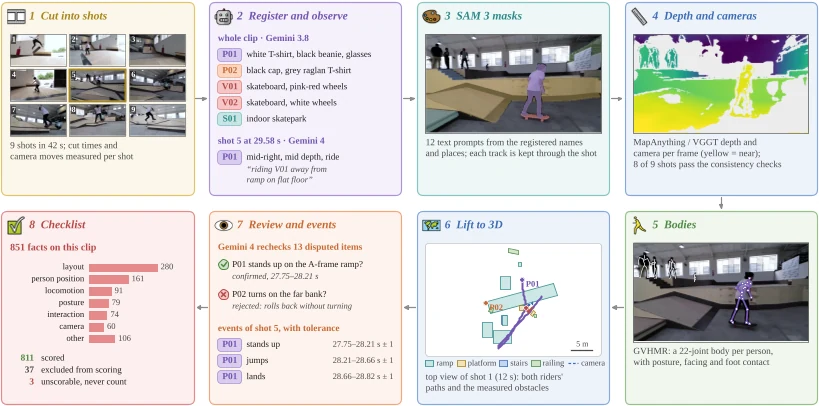 1 Cut into shots
1
2
3
4
5
6
7
8
9
9 shots in 42 s; cut times and
camera moves measured per shot
2 Register and observe
whole clip · Gemini 3.8
P01 white T-shirt, black beanie, glasses
P02 black cap, grey raglan T-shirt
V01 skateboard, pink-red wheels
V02 skateboard, white wheels
S01 indoor skatepark
shot 5 at 29.58 s · Gemini 4
P01 mid-right, mid depth, ride
“riding V01 away from
ramp on flat floor”
3 SAM 3 masks
12 text prompts from the registered names
and places; each track is kept through the shot
4 Depth and cameras
MapAnything / VGGT depth and
camera per frame (yellow = near);
8 of 9 shots pass the consistency checks
8 Checklist
851 facts on this clip
layout 280
person position 161
locomotion 91
posture 79
interaction 74
camera 60
other 106
811 scored
37 excluded from scoring
3 unscorable, never count
7 Review and events
Gemini 4 rechecks 13 disputed items
P01 stands up on the A-frame ramp?
confirmed, 27.75–28.21 s
P02 turns on the far bank?
rejected: rolls back without turning
events of shot 5, with tolerance
P01 stands up 27.75–28.21 s ± 1
P01 jumps 28.21–28.66 s ± 1
P01 lands 28.66–28.82 s ± 1
6 Lift to 3D
P01
P02
5 m
ramp platform stairs railing camera
top view of shot 1 (12 s): both riders'
paths and the measured obstacles
5 Bodies
GVHMR: a 22-joint body per person,
with posture, facing and foot contact